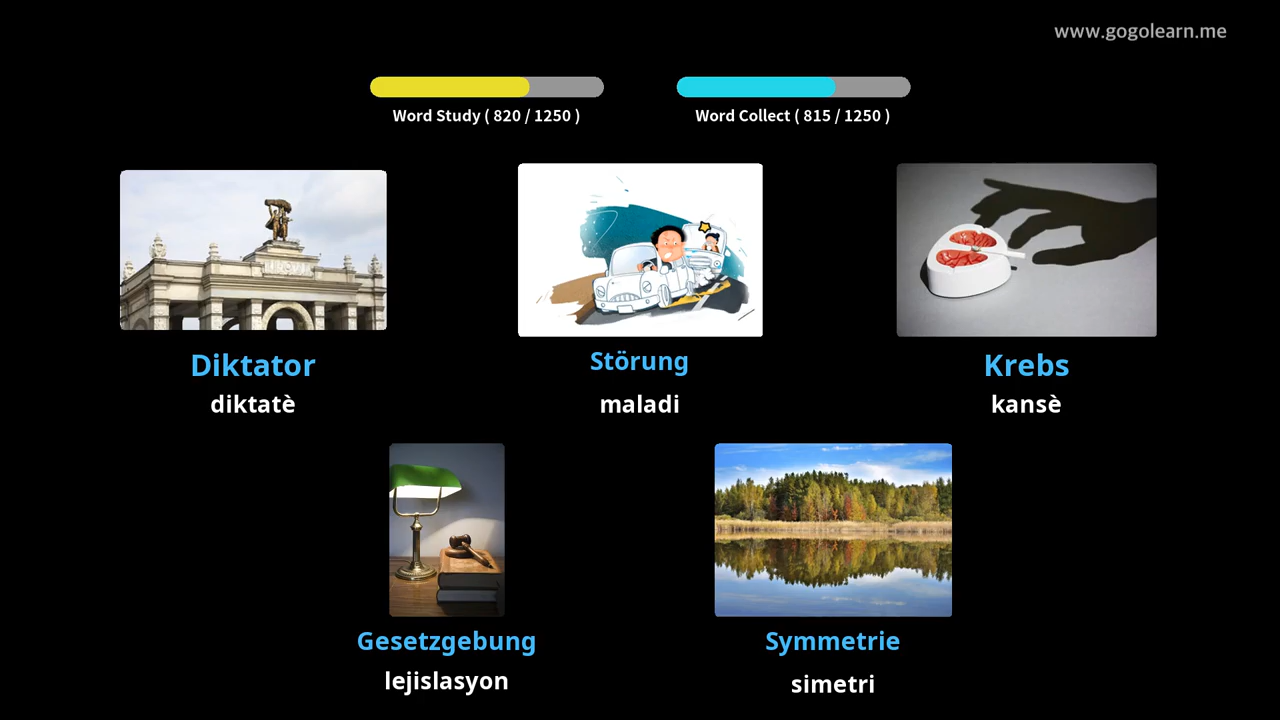 www.gogolearn.me
Word Study ( 820 / 1250 )
Word Collect ( 815 / 1250 )
Diktator
diktatè
Störung
maladi
Krebs
kansè
Gesetzgebung
lejislasyon
Symmetrie
simetri